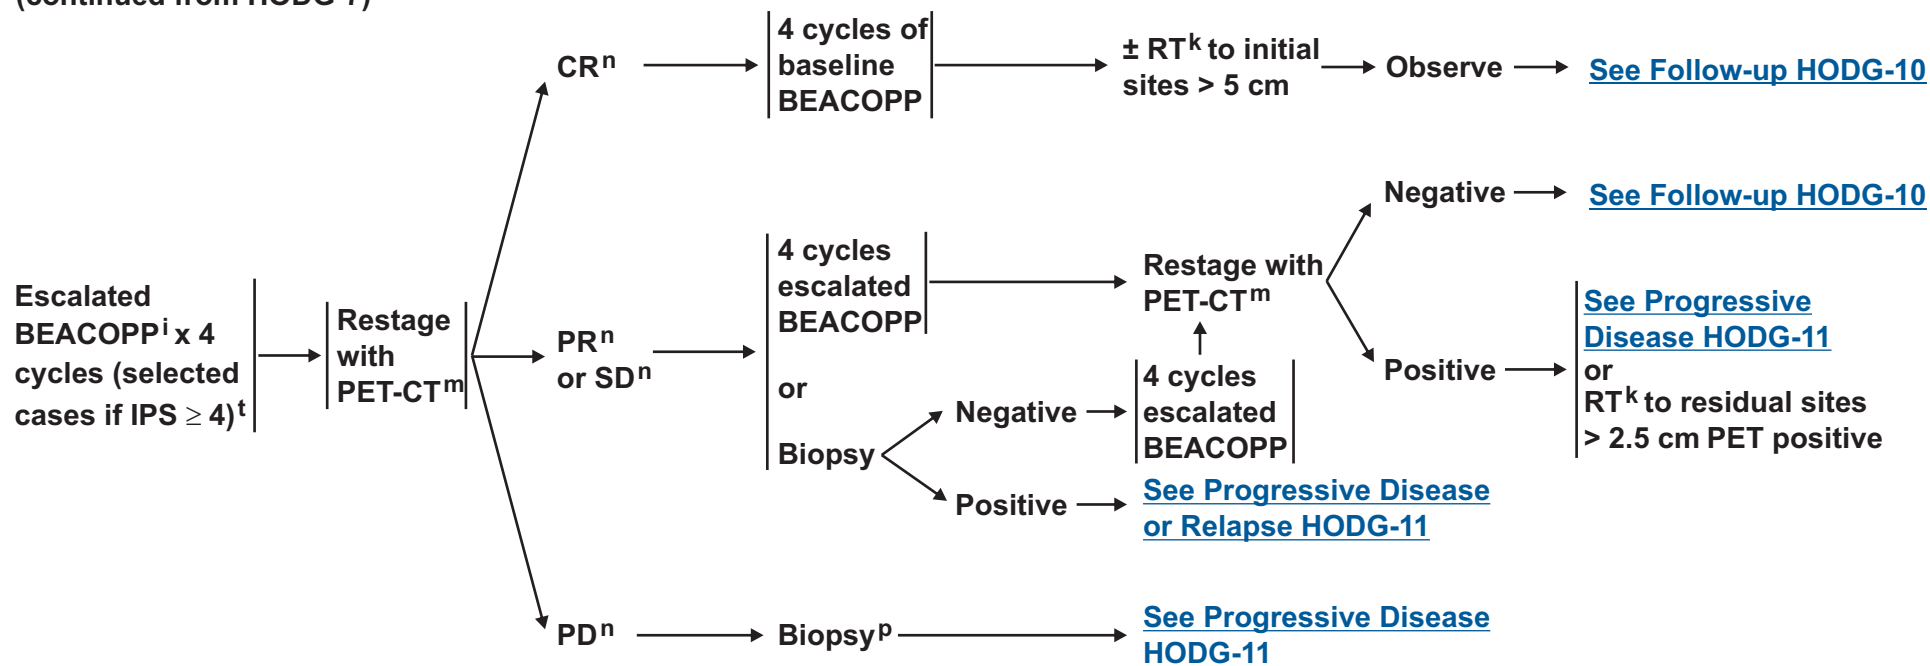 (continued from HODG-7)
CRⁿ
4 cycles of
baseline
BEACOPP
± RTᵏ to initial
sites > 5 cm
Observe
See Follow-up HODG-10
Escalated
BEACOPPⁱ x 4
cycles (selected
cases if IPS ≥ 4)ᵗ
Restage
with
PET-CTᵐ
PRⁿ
or SDⁿ
4 cycles
escalated
BEACOPP
or
Biopsy
Negative
4 cycles
escalated
BEACOPP
Positive
See Progressive Disease
or Relapse HODG-11
Restage with
PET-CTᵐ
Negative
See Follow-up HODG-10
Positive
See Progressive
Disease HODG-11
or
RTᵏ to residual sites
> 2.5 cm PET positive
PDⁿ
Biopsyᵖ
See Progressive Disease
HODG-11